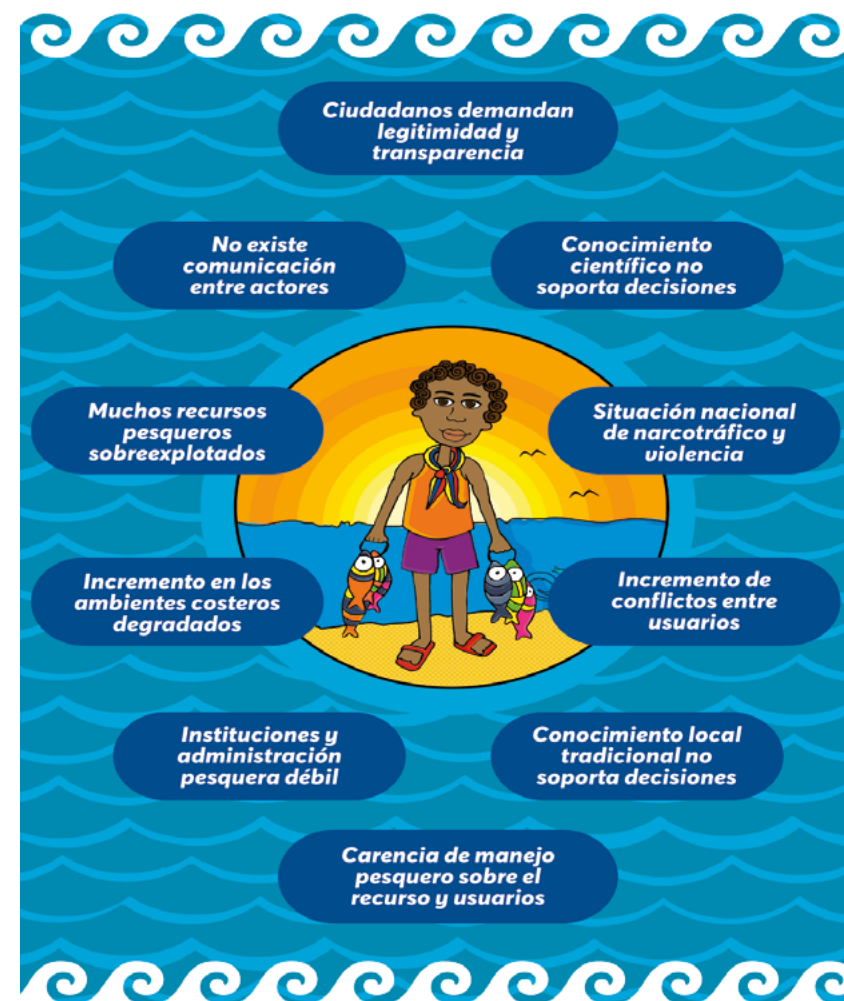 Ciudadanos demandan
legitimidad y
transparencia
No existe
comunicación
entre actores
Conocimiento
científico no
soporta decisiones
Muchos recursos
pesqueros
sobreexplotados
Situación nacional
de narcotráfico y
violencia
Incremento en los
ambientes costeros
degradados
Incremento de
conflictos entre
usuarios
Instituciones y
administración
pesquera débil
Conocimiento local
tradicional no
soporta decisiones
Carencia de manejo
pesquero sobre el
recurso y usuarios